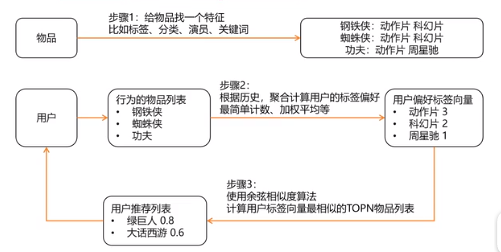 步骤1：给物品找一个特征
比如标签、分类、演员、关键词
物品
钢铁侠：动作片 科幻片
蜘蛛侠：动作片 科幻片
功夫：动作片 周星驰
步骤2：
根据历史，聚合计算用户的标签偏好
最简单计数、加权平均等
用户
行为的物品列表
• 钢铁侠
• 蜘蛛侠
• 功夫
用户偏好标签向量
• 动作片 3
• 科幻片 2
• 周星驰 1
步骤3：
使用余弦相似度算法
计算用户标签向量最相似的TOPN物品列表
用户推荐列表
• 绿巨人 0.8
• 大话西游 0.6